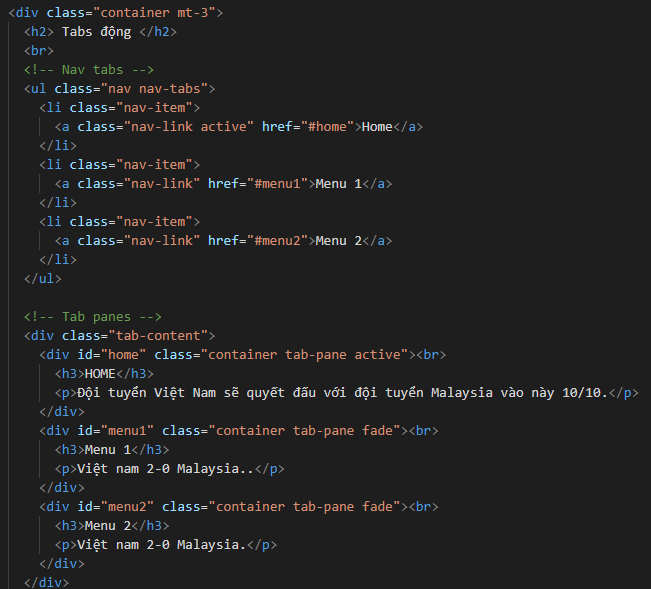 <div class="container mt-3">
<h2> Tabs động </h2>
<br>
<!-- Nav tabs -->
<ul class="nav nav-tabs">
<li class="nav-item">
<a class="nav-link active" href="#home">Home</a>
</li>
<li class="nav-item">
<a class="nav-link" href="#menu1">Menu 1</a>
</li>
<li class="nav-item">
<a class="nav-link" href="#menu2">Menu 2</a>
</li>
</ul>
<!-- Tab panes -->
<div class="tab-content">
<div id="home" class="container tab-pane active"><br>
<h3>HOME</h3>
<p>Đội tuyển Việt Nam sẽ quyết đấu với đội tuyển Malaysia vào này 10/10.</p>
</div>
<div id="menu1" class="container tab-pane fade"><br>
<h3>Menu 1</h3>
<p>Việt nam 2-0 Malaysia..</p>
</div>
<div id="menu2" class="container tab-pane fade"><br>
<h3>Menu 2</h3>
<p>Việt nam 2-0 Malaysia.</p>
</div>
</div>